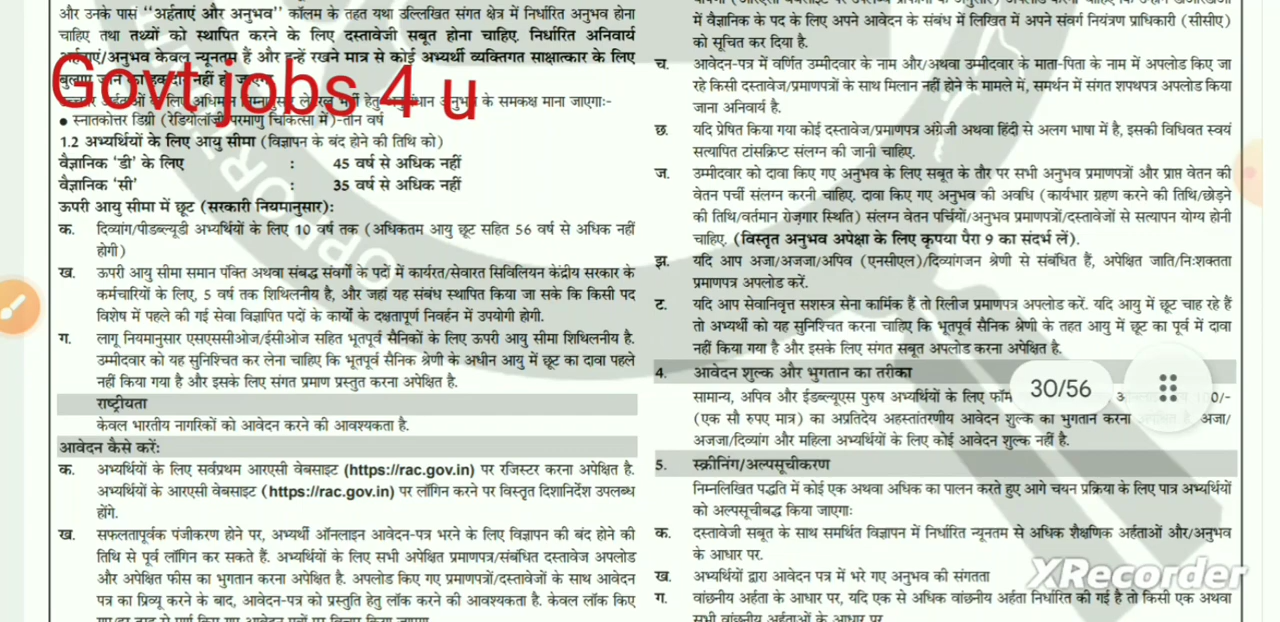 और उनके पास “अर्हताएं और अनुभव” कॉलम के तहत यथा उल्लिखित संगत क्षेत्र में निर्धारित अनुभव होना
चाहिए तथा तथ्यों को स्थापित करने के लिए दस्तावेजी सबूत होना चाहिए. निर्धारित अनिवार्य
अर्हताएं/अनुभव केवल न्यूनतम हैं और इन्हें रखने मात्र से कोई अभ्यर्थी व्यक्तिगत साक्षात्कार के लिए
Govt jobs 4 u
के समकक्ष माना जाएगाः-
● स्नातकोत्तर डिग्री (रेडियोलॉजी/परमाणु चिकित्सा में)-तीन वर्ष
1.2 अभ्यर्थियों के लिए आयु सीमा (विज्ञापन के बंद होने की तिथि को)
वैज्ञानिक ‘डी’ के लिए : 45 वर्ष से अधिक नहीं
वैज्ञानिक ‘सी’ : 35 वर्ष से अधिक नहीं
ऊपरी आयु सीमा में छूट (सरकारी नियमानुसार):
क. दिव्यांग/पीडब्ल्यूडी अभ्यर्थियों के लिए 10 वर्ष तक (अधिकतम आयु छूट सहित 56 वर्ष से अधिक नहीं
होगी)
ख. ऊपरी आयु सीमा समान पंक्ति अथवा संबद्ध संवर्गों के पदों में कार्यरत/सेवारत सिविलियन केंद्रीय सरकार के
कर्मचारियों के लिए, 5 वर्ष तक शिथिलनीय है, और जहां यह संबंध स्थापित किया जा सके कि किसी पद
विशेष में पहले की गई सेवा विज्ञापित पदों के कार्यों के दक्षतापूर्ण निर्वहन में उपयोगी होगी.
ग. लागू नियमानुसार एसएससीओज/ईसीओज सहित भूतपूर्व सैनिकों के लिए ऊपरी आयु सीमा शिथिलनीय है.
उम्मीदवार को यह सुनिश्चित कर लेना चाहिए कि भूतपूर्व सैनिक श्रेणी के अधीन आयु में छूट का दावा पहले
नहीं किया गया है और इसके लिए संगत प्रमाण प्रस्तुत करना अपेक्षित है.
राष्ट्रीयता
केवल भारतीय नागरिकों को आवेदन करने की आवश्यकता है.
आवेदन कैसे करें:
क. अभ्यर्थियों के लिए सर्वप्रथम आरएसी वेबसाइट (https://rac.gov.in) पर रजिस्टर करना अपेक्षित है.
अभ्यर्थियों के आरएसी वेबसाइट (https://rac.gov.in) पर लॉगिन करने पर विस्तृत दिशानिर्देश उपलब्ध
होंगे.
ख. सफलतापूर्वक पंजीकरण होने पर, अभ्यर्थी ऑनलाइन आवेदन-पत्र भरने के लिए विज्ञापन की बंद होने की
तिथि से पूर्व लॉगिन कर सकते हैं. अभ्यर्थियों के लिए सभी अपेक्षित प्रमाणपत्र/संबंधित दस्तावेज अपलोड
और अपेक्षित फीस का भुगतान करना अपेक्षित है. अपलोड किए गए प्रमाणपत्रों/दस्तावेजों के साथ आवेदन
पत्र का प्रिव्यू करने के बाद, आवेदन-पत्र को प्रस्तुति हेतु लॉक करने की आवश्यकता है. केवल लॉक किए
में वैज्ञानिक के पद के लिए अपने आवेदन के संबंध में लिखित में अपने संवर्ग नियंत्रण प्राधिकारी (सीसीए)
को सूचित कर दिया है.
च. आवेदन-पत्र में वर्णित उम्मीदवार के नाम और/अथवा उम्मीदवार के माता-पिता के नाम में अपलोड किए जा
रहे किसी दस्तावेज/प्रमाणपत्रों के साथ मिलान नहीं होने के मामले में, समर्थन में संगत शपथपत्र अपलोड किया
जाना अनिवार्य है.
छ. यदि प्रेषित किया गया कोई दस्तावेज/प्रमाणपत्र अंग्रेजी अथवा हिंदी से अलग भाषा में है, इसकी विधिवत स्वयं
सत्यापित टांसक्रिप्ट संलग्न की जानी चाहिए.
ज. उम्मीदवार को दावा किए गए अनुभव के लिए सबूत के तौर पर सभी अनुभव प्रमाणपत्रों और प्राप्त वेतन की
वेतन पर्ची संलग्न करनी चाहिए. दावा किए गए अनुभव की अवधि (कार्यभार ग्रहण करने की तिथि/छोड़ने
की तिथि/वर्तमान रोज़गार स्थिति) संलग्न वेतन पर्चियों/अनुभव प्रमाणपत्रों/दस्तावेजों से सत्यापन योग्य होनी
चाहिए. (विस्तृत अनुभव अपेक्षा के लिए कृपया पैरा 9 का संदर्भ लें).
झ. यदि आप अजा/अजजा/अपिव (एनसीएल)/दिव्यांगजन श्रेणी से संबंधित हैं, अपेक्षित जाति/निःशक्तता
प्रमाणपत्र अपलोड करें.
ट. यदि आप सेवानिवृत्त सशस्त्र सेना कार्मिक हैं तो रिलीज प्रमाणपत्र अपलोड करें. यदि आयु में छूट चाह रहे हैं
तो अभ्यर्थी को यह सुनिश्चित करना चाहिए कि भूतपूर्व सैनिक श्रेणी के तहत आयु में छूट का पूर्व में दावा
नहीं किया गया है और इसके लिए संगत सबूत अपलोड करना अपेक्षित है.
4. आवेदन शुल्क और भुगतान का तरीका
सामान्य, अपिव और ईडब्ल्यूएस पुरुष अभ्यर्थियों के लिए
30/56
(एक सौ रुपए मात्र) का अप्रतिदेय अहस्तांतरणीय आवेदन शुल्क का भुगतान करना अजा/
अजजा/दिव्यांग और महिला अभ्यर्थियों के लिए कोई आवेदन शुल्क नहीं है.
5. स्क्रीनिंग/अल्पसूचीकरण
निम्नलिखित पद्धति में कोई एक अथवा अधिक का पालन करते हुए आगे चयन प्रक्रिया के लिए पात्र अभ्यर्थियों
को अल्पसूचीबद्ध किया जाएगाः
क. दस्तावेजी सबूत के साथ समर्थित विज्ञापन में निर्धारित न्यूनतम से अधिक शैक्षणिक अर्हताओं और/अनुभव
के आधार पर.
ख. अभ्यर्थियों द्वारा आवेदन पत्र में भरे गए अनुभव की संगतता
XRecorder
ग. वांछनीय अर्हता के आधार पर, यदि एक से अधिक वांछनीय अर्हता निर्धारित की गई है तो किसी एक अथवा
सभी वांछनीय अर्हताओं के आधार पर